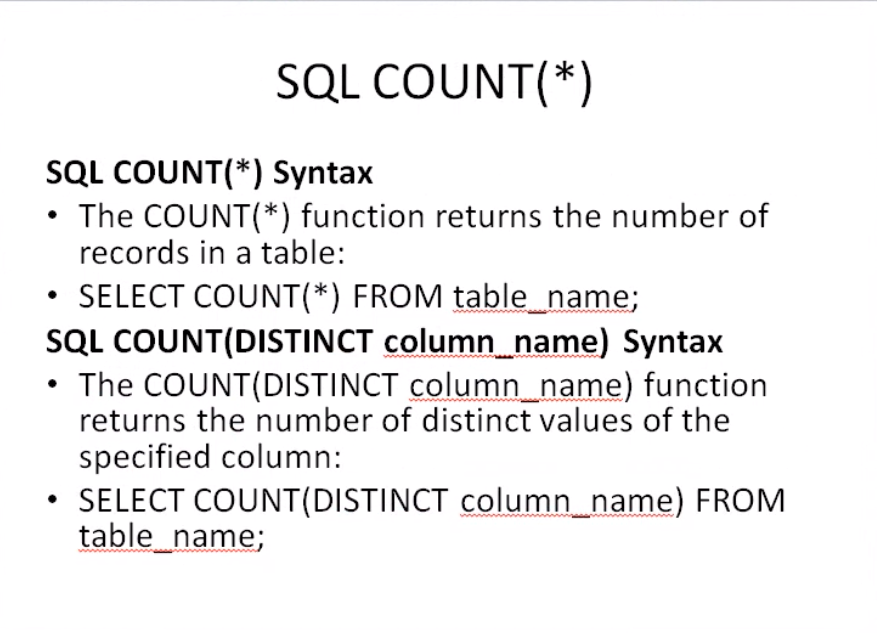 SQL COUNT(*)
SQL COUNT(*) Syntax
• The COUNT(*) function returns the number of
records in a table:
• SELECT COUNT(*) FROM table_name;
SQL COUNT(DISTINCT column_name) Syntax
• The COUNT(DISTINCT column_name) function
returns the number of distinct values of the
specified column:
• SELECT COUNT(DISTINCT column_name) FROM
table_name;